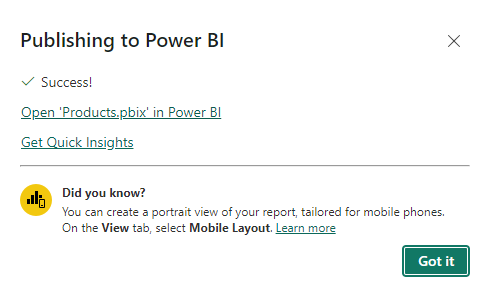 Publishing to Power BI
Success!
Open 'Products.pbix' in Power BI
Get Quick Insights
Did you know?
You can create a portrait view of your report, tailored for mobile phones.
On the View tab, select Mobile Layout. Learn more
Got it